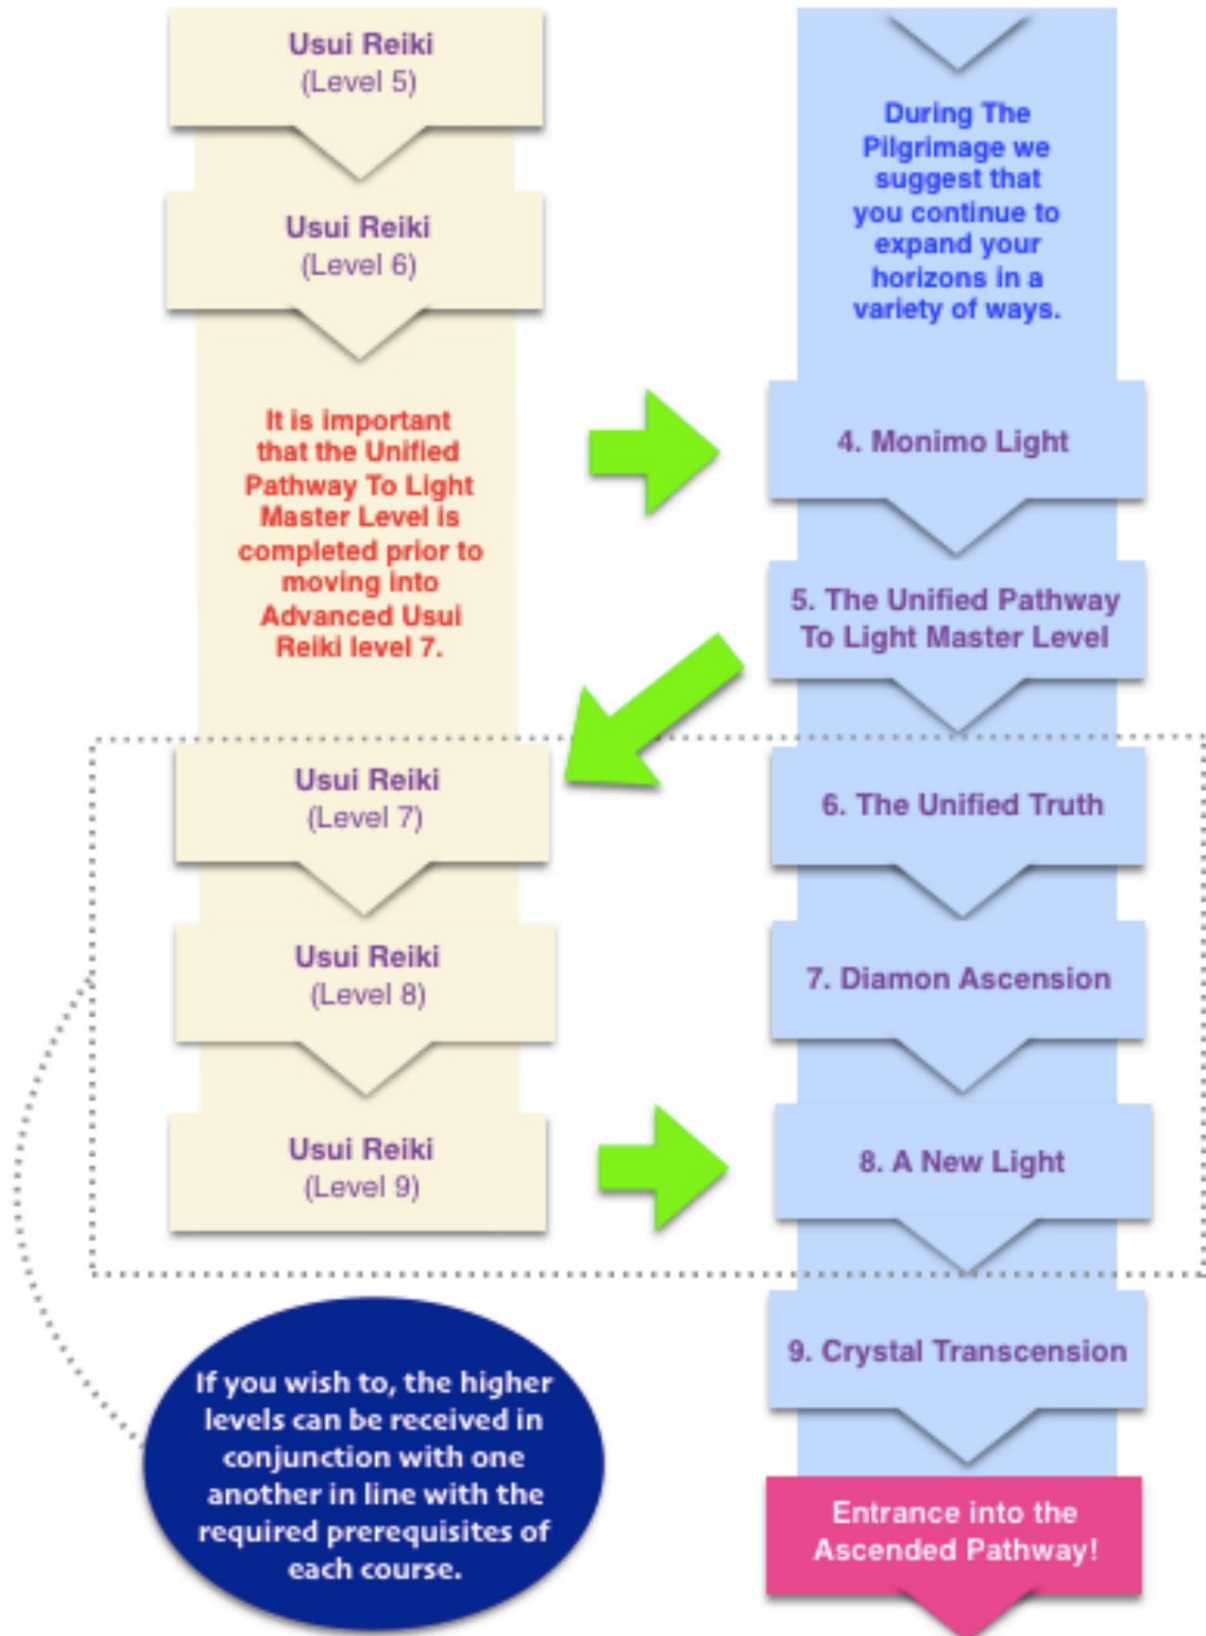 Usui Reiki
(Level 5)
Usui Reiki
(Level 6)
It is important
that the Unified
Pathway To Light
Master Level is
completed prior to
moving into
Advanced Usui
Reiki level 7.
Usui Reiki
(Level 7)
Usui Reiki
(Level 8)
Usui Reiki
(Level 9)
If you wish to, the higher
levels can be received in
conjunction with one
another in line with the
required prerequisites of
each course.
During The
Pilgrimage we
suggest that
you continue to
expand your
horizons in a
variety of ways.
4. Monimo Light
5. The Unified Pathway
To Light Master Level
6. The Unified Truth
7. Diamon Ascension
8. A New Light
9. Crystal Transcension
Entrance into the
Ascended Pathway!